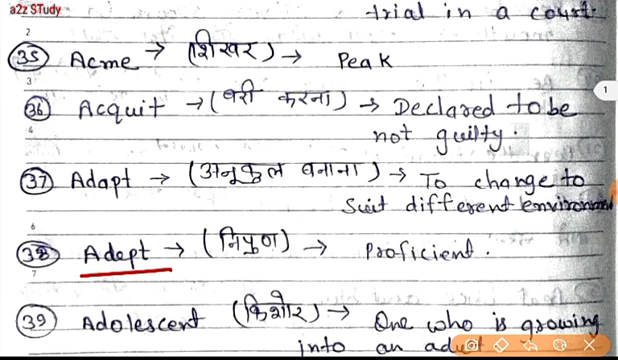 a2z STudy
trial in a court
35 Acme → (शिखर) → Peak
36 Acquit → (बरी करना) → Declared to be
not guilty.
37 Adapt → (अनुकुल बनाना) → To change to
Suit different environment
38 Adept → (निपुण) → Proficient.
39 Adolescent (किशोर) → One who is growing
into an adult